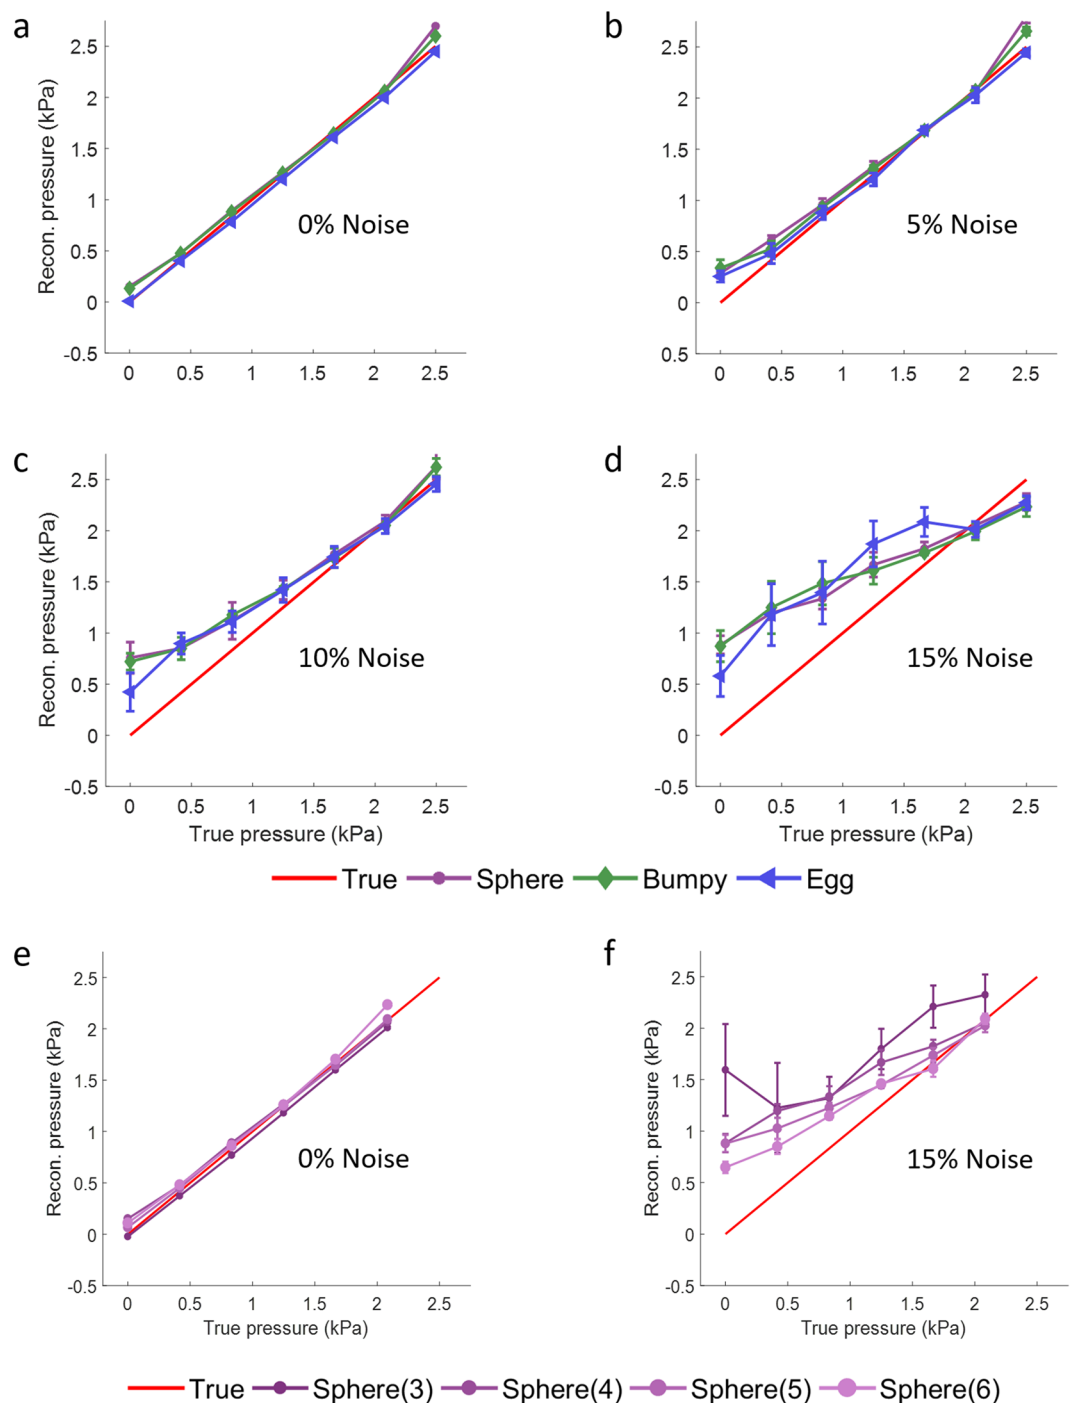 a
2.5
2
1.5
1
0.5
0
-0.5
Recon. pressure (kPa)
0% Noise
0 0.5 1 1.5 2 2.5
b
2.5
2
1.5
1
0.5
0
0.5
5% Noise
0 0.5 1 1.5 2 2.5
c
2.5
2
1.5
1
0.5
0
-0.5
Recon. pressure (kPa)
10% Noise
0 0.5 1 1.5 2 2.5
True pressure (kPa)
d
2.5
2
1.5
1
0.5
0
-0.5
15% Noise
0 0.5 1 1.5 2 2.5
True pressure (kPa)
True Sphere Bumpy Egg
e
2.5
2
1.5
1
0.5
0
-0.5
Recon. pressure (kPa)
0% Noise
0 0.5 1 1.5 2 2.5
True pressure (kPa)
f
2.5
2
1.5
1
0.5
0
-0.5
Recon. pressure (kPa)
15% Noise
0 0.5 1 1.5 2 2.5
True pressure (kPa)
True Sphere(3) Sphere(4) Sphere(5) Sphere(6)